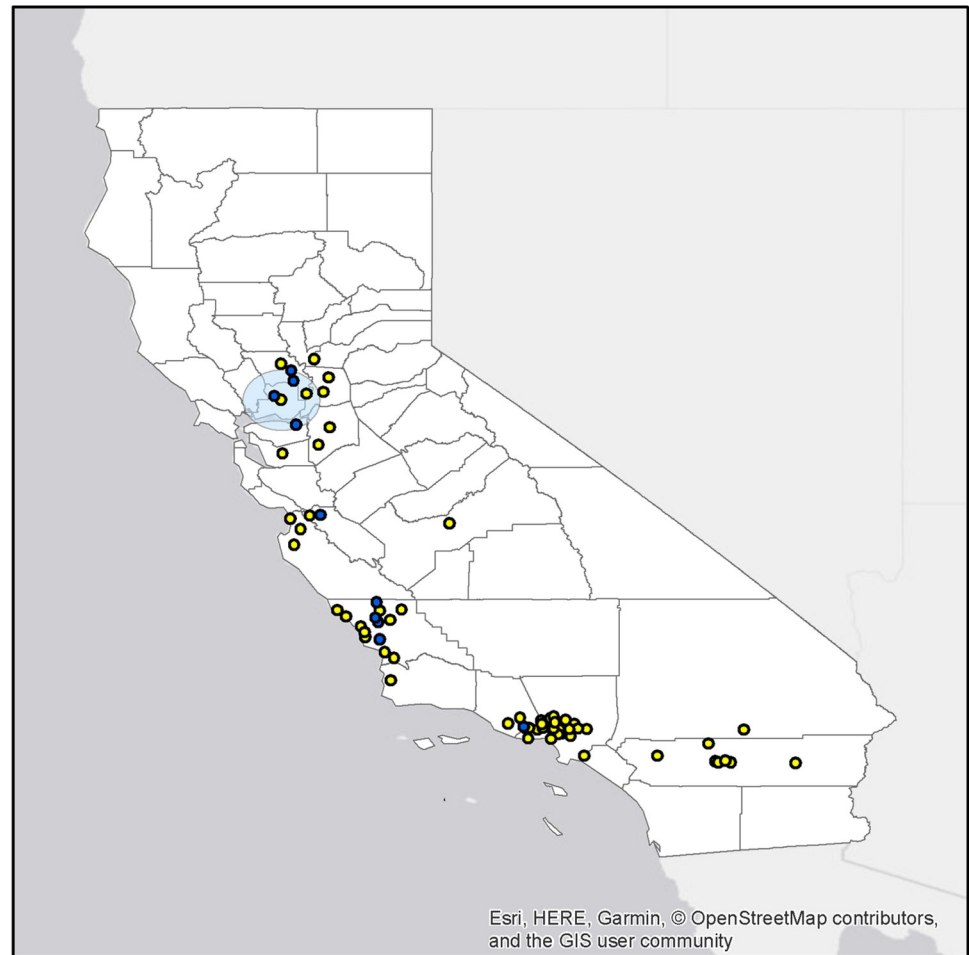 Esri, HERE, Garmin, © OpenStreetMap contributors,
and the GIS user community